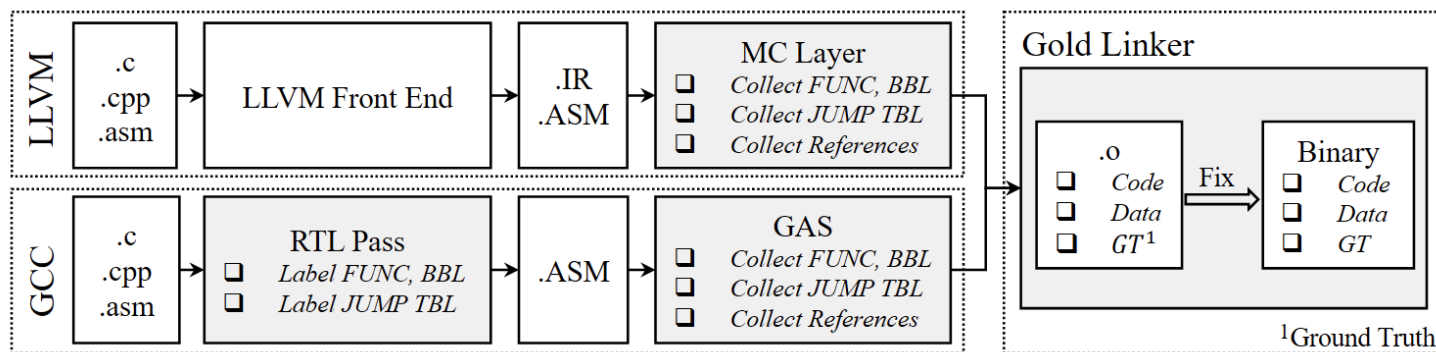 LLVM
.c
.cpp
.asm
LLVM Front End
.IR
.ASM
MC Layer
❑ Collect FUNC, BBL
❑ Collect JUMP TBL
❑ Collect References
GCC
.c
.cpp
.asm
RTL Pass
❑ Label FUNC, BBL
❑ Label JUMP TBL
.ASM
GAS
❑ Collect FUNC, BBL
❑ Collect JUMP TBL
❑ Collect References
Gold Linker
.o
❑ Code
❑ Data
❑ GT¹
Fix
Binary
❑ Code
❑ Data
❑ GT
¹Ground Truth